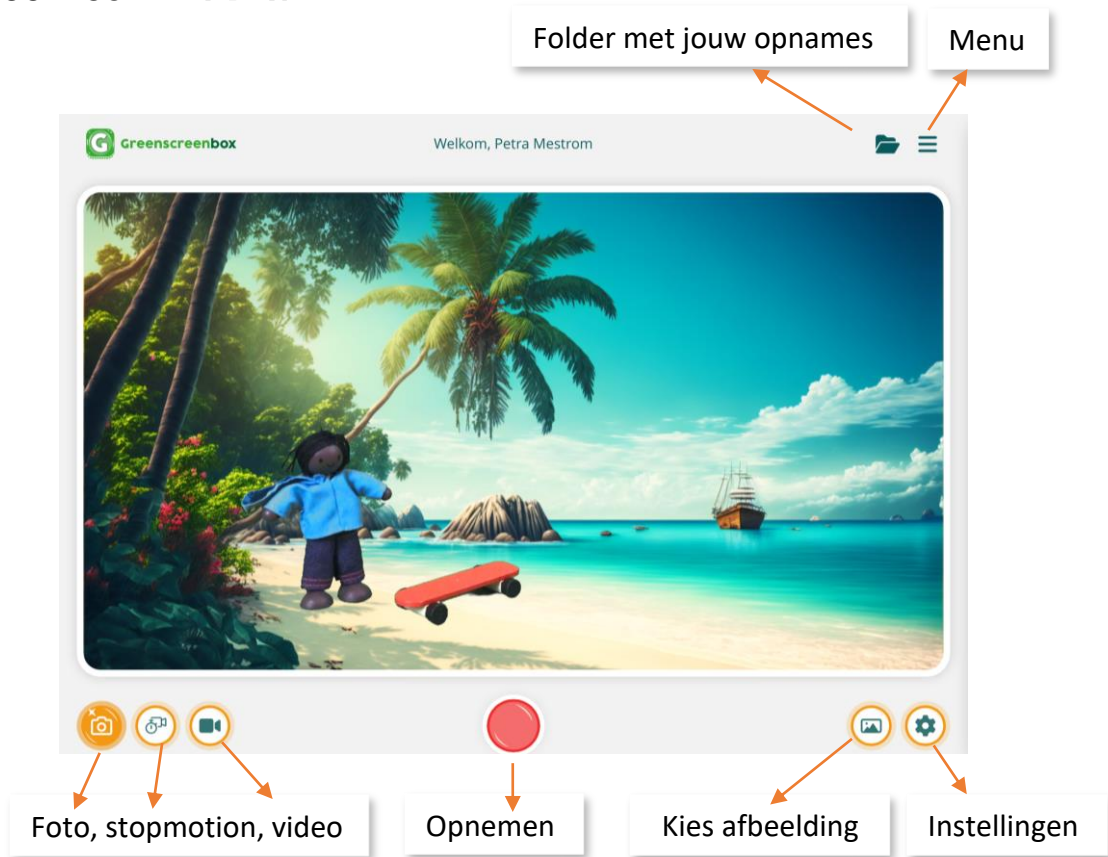 Folder met jouw opnames
Menu
Greenscreenbox
Welkom, Petra Mestrom
Foto, stopmotion, video
Opnemen
Kies afbeelding
Instellingen